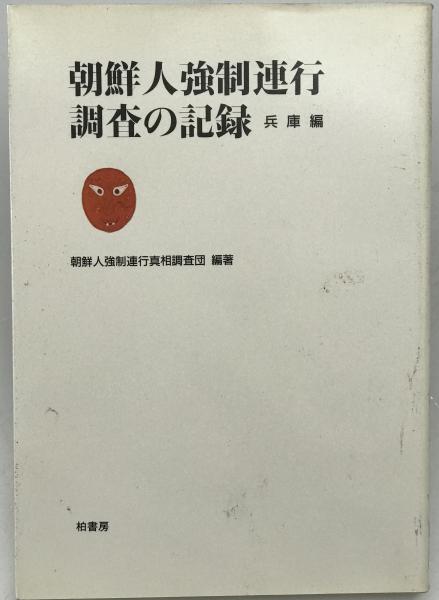 朝鮮人強制連行
調査の記録 兵庫編
朝鮮人強制連行真相調査団 編著
柏書房